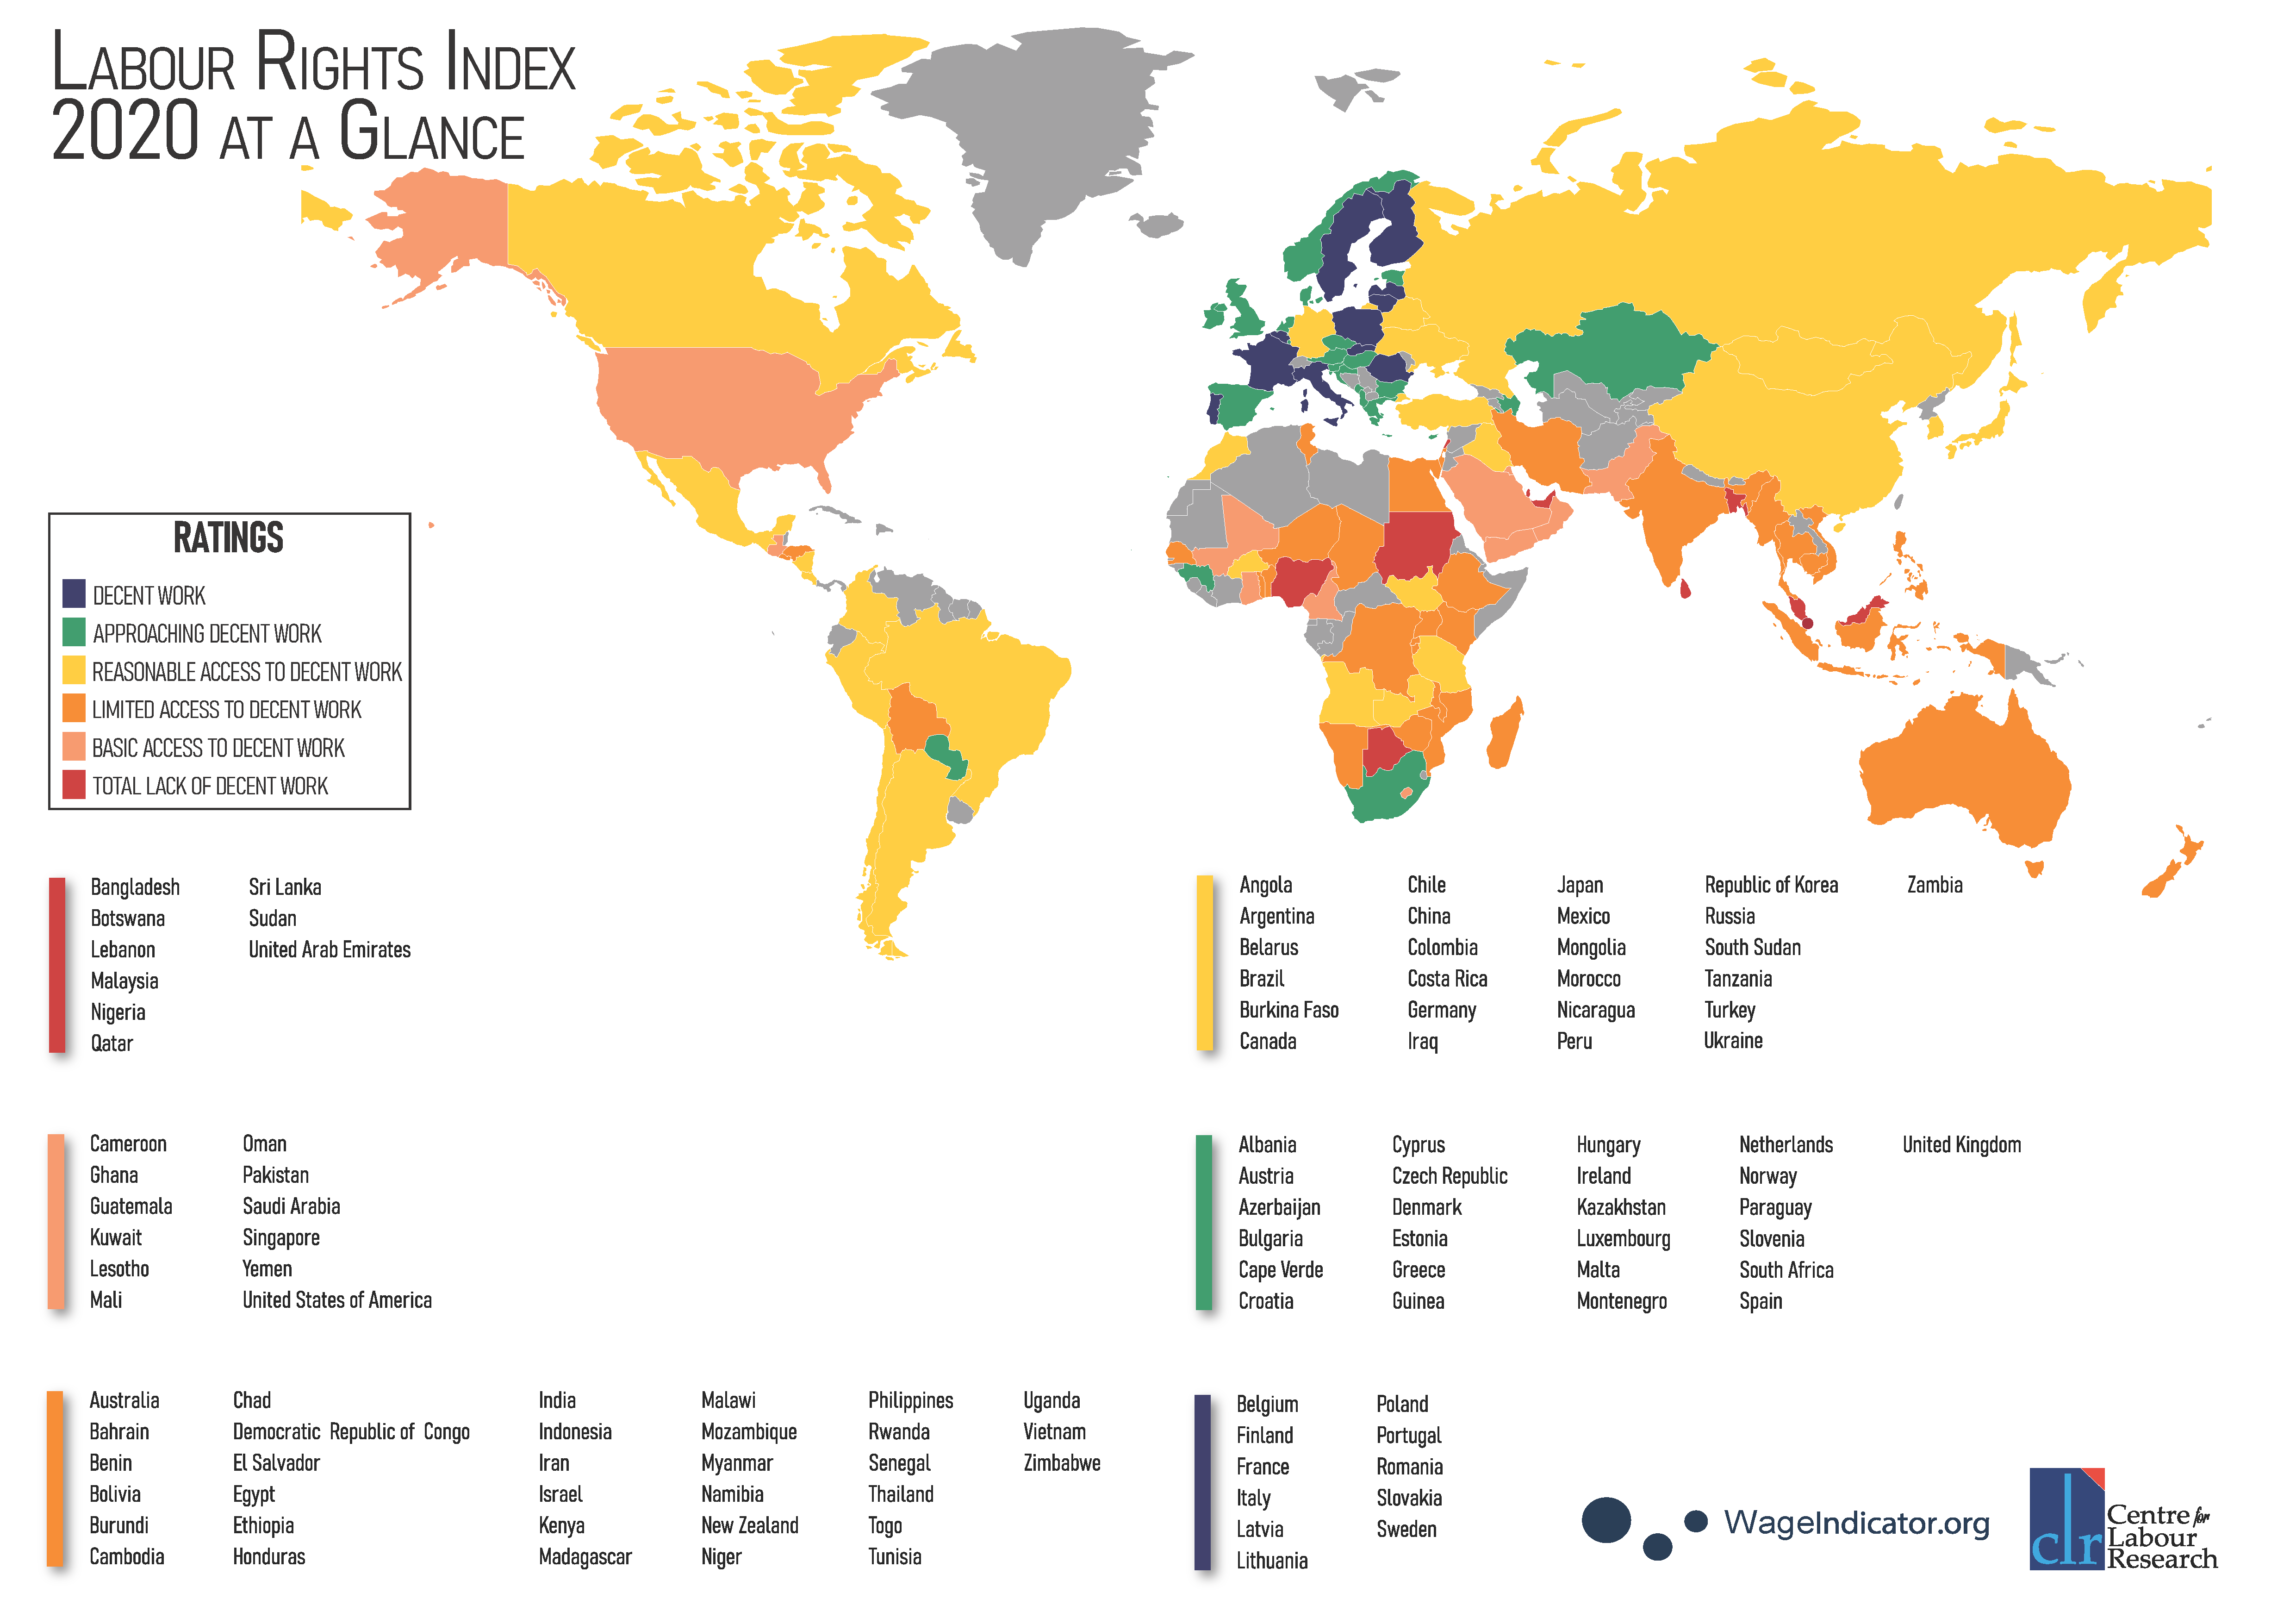 Labour Rights Index
2020 at a Glance
RATINGS
DECENT WORK
APPROACHING DECENT WORK
REASONABLE ACCESS TO DECENT WORK
LIMITED ACCESS TO DECENT WORK
BASIC ACCESS TO DECENT WORK
TOTAL LACK OF DECENT WORK
Bangladesh Sri Lanka
Botswana Sudan
Lebanon United Arab Emirates
Malaysia
Nigeria
Qatar
Angola Chile Japan Republic of Korea Zambia
Argentina China Mexico Russia
Belarus Colombia Mongolia South Sudan
Brazil Costa Rica Morocco Tanzania
Burkina Faso Germany Nicaragua Turkey
Canada Iraq Peru Ukraine
Cameroon Oman
Ghana Pakistan
Guatemala Saudi Arabia
Kuwait Singapore
Lesotho Yemen
Mali United States of America
Albania Cyprus Hungary Netherlands United Kingdom
Austria Czech Republic Ireland Norway
Azerbaijan Denmark Kazakhstan Paraguay
Bulgaria Estonia Luxembourg Slovenia
Cape Verde Greece Malta South Africa
Croatia Guinea Montenegro Spain
Australia Chad India Malawi Philippines Uganda
Bahrain Democratic Republic of Congo Indonesia Mozambique Rwanda Vietnam
Benin El Salvador Iran Myanmar Senegal Zimbabwe
Bolivia Egypt Israel Namibia Thailand
Burundi Ethiopia Kenya New Zealand Togo
Cambodia Honduras Madagascar Niger Tunisia
Belgium Poland
Finland Portugal
France Romania
Italy Slovakia
Latvia Sweden
Lithuania
WageIndicator.org
clr
Centre for
Labour
Research